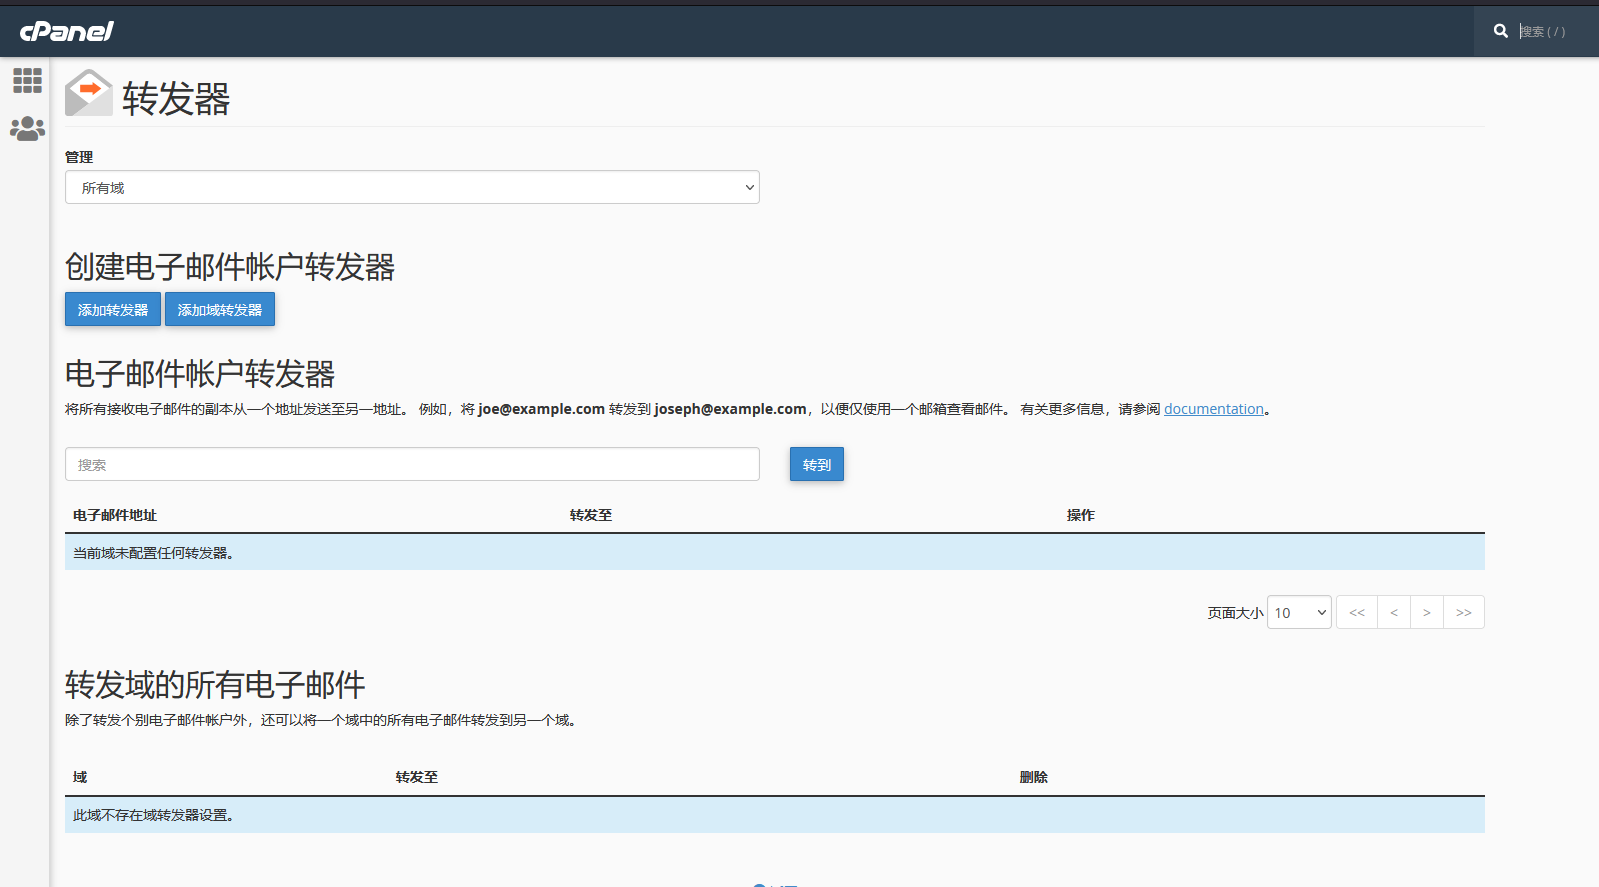 cPanel
搜索 ( / )
转发器
管理
所有域
创建电子邮件帐户转发器
添加转发器 添加域转发器
电子邮件帐户转发器
将所有接收电子邮件的副本从一个地址发送至另一地址。 例如，将 joe@example.com 转发到 joseph@example.com，以便仅使用一个邮箱查看邮件。 有关更多信息，请参阅 documentation。
搜索 转到
电子邮件地址 转发至 操作
当前域未配置任何转发器。
页面大小 10 << < > >>
转发域的所有电子邮件
除了转发个别电子邮件帐户外，还可以将一个域中的所有电子邮件转发到另一个域。
域 转发至 删除
此域不存在域转发器设置。